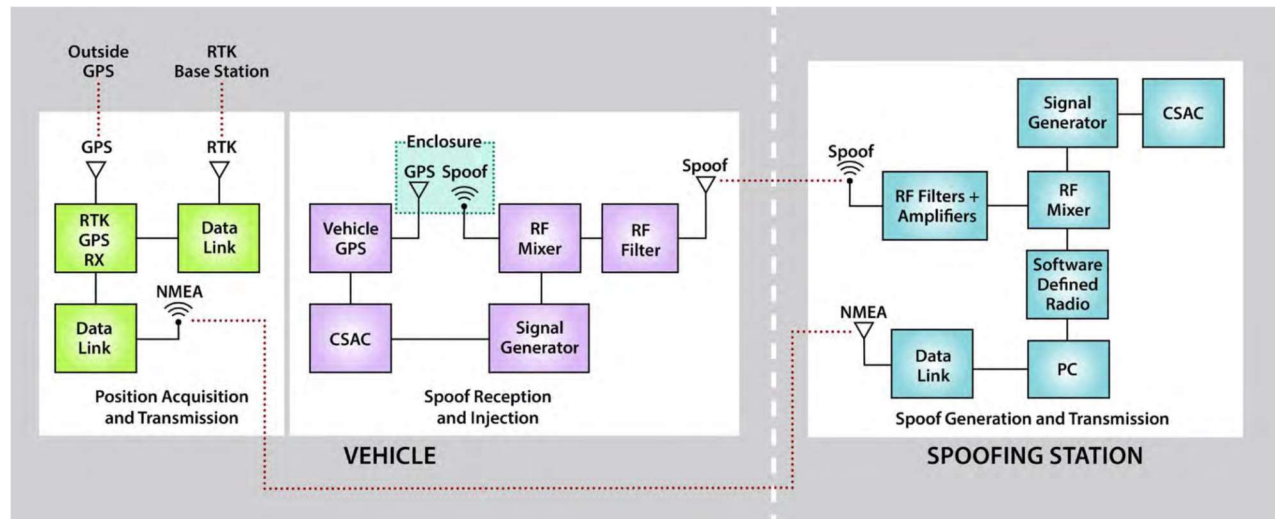 Outside
GPS
RTK
Base Station
GPS
RTK
RTK
GPS
RX
Data
Link
NMEA
Data
Link
Position Acquisition
and Transmission
Enclosure
GPS
Spoof
Vehicle
GPS
RF
Mixer
RF
Filter
Spoof
CSAC
Signal
Generator
Spoof Reception
and Injection
VEHICLE
Signal
Generator
CSAC
Spoof
RF Filters +
Amplifiers
RF
Mixer
Software
Defined
Radio
NMEA
Data
Link
PC
Spoof Generation and Transmission
SPOOFING STATION